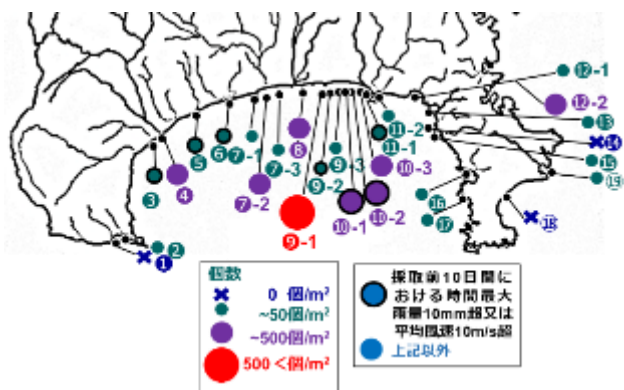 ⑫-1
⑫-2
⑬
⑭
⑮
⑲
⑪-2
⑪-1
⑩-3
⑧
⑥
⑦-1
⑤
⑦-3
⑨-3
⑨-2
③
④
⑦-2
⑩-1
⑩-2
⑯
⑰
⑱
⑨-1
②
①
個数
0 個/m²
~50個/m²
~500個/m²
500<個/m²
採取前10日間に
おける時間最大
雨量10mm超又は
平均風速10m/s超
上記以外